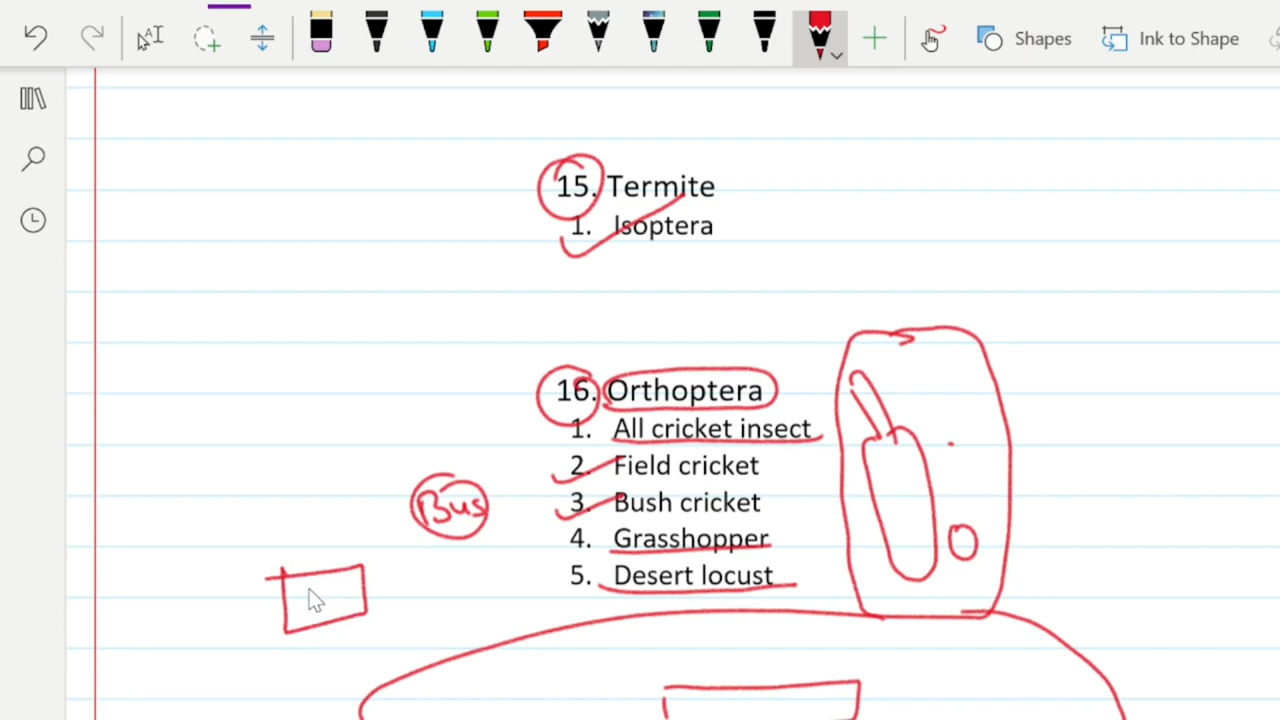 Shapes
Ink to Shape
15. Termite
1. Isoptera
16. Orthoptera
1. All cricket insect
2. Field cricket
3. Bush cricket
Bus
4. Grasshopper
5. Desert locust